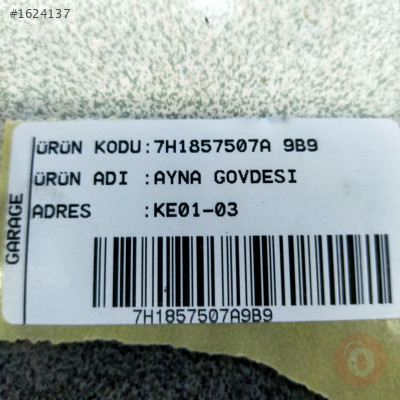 #1624137
ÜRÜN KODU:7H1857507A 9B9
ÜRÜN ADI :AYNA GOVDESI
ADRES :KE01-03
GARAGE
7H1857507A9B9